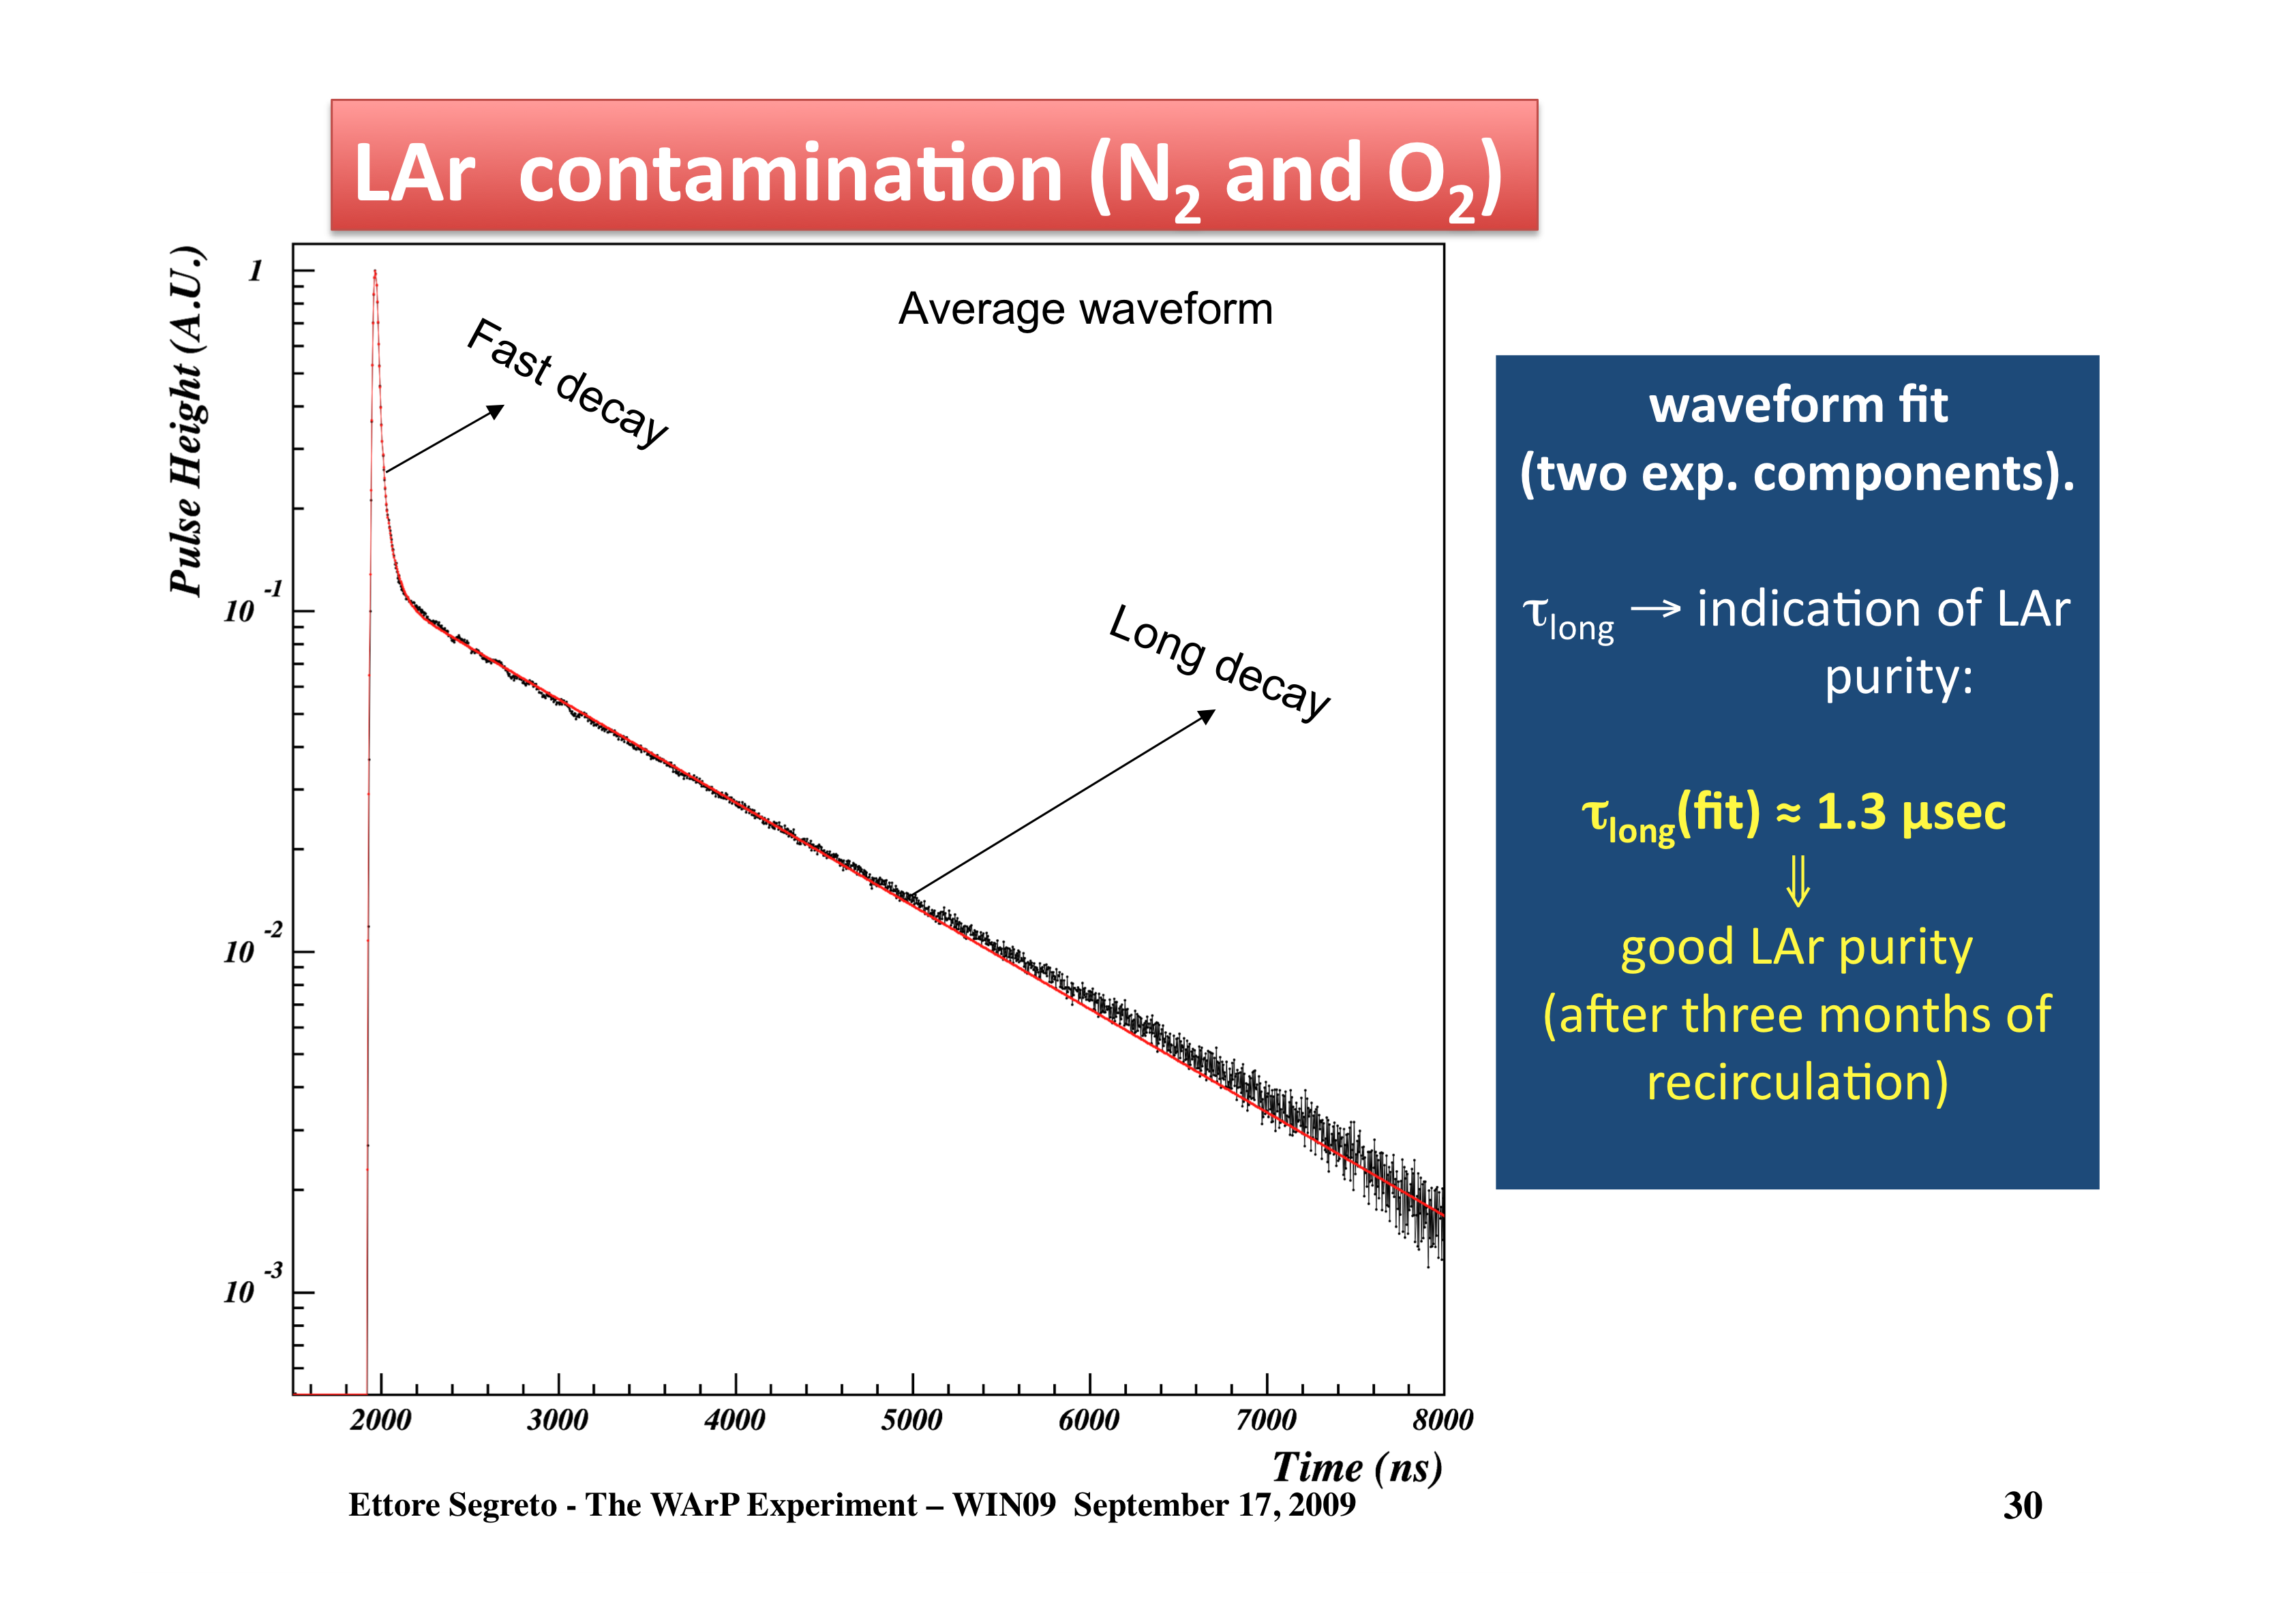 LAr contamination (N₂ and O₂)
Pulse Height (A.U.)
1
10⁻¹
10⁻²
10⁻³
Average waveform
Fast decay
Long decay
2000 3000 4000 5000 6000 7000 8000
Time (ns)
waveform fit
(two exp. components).
τlong → indication of LAr
purity:
τlong(fit) ≈ 1.3 μsec
⇓
good LAr purity
(after three months of
recirculation)
Ettore Segreto - The WArP Experiment – WIN09 September 17, 2009
30